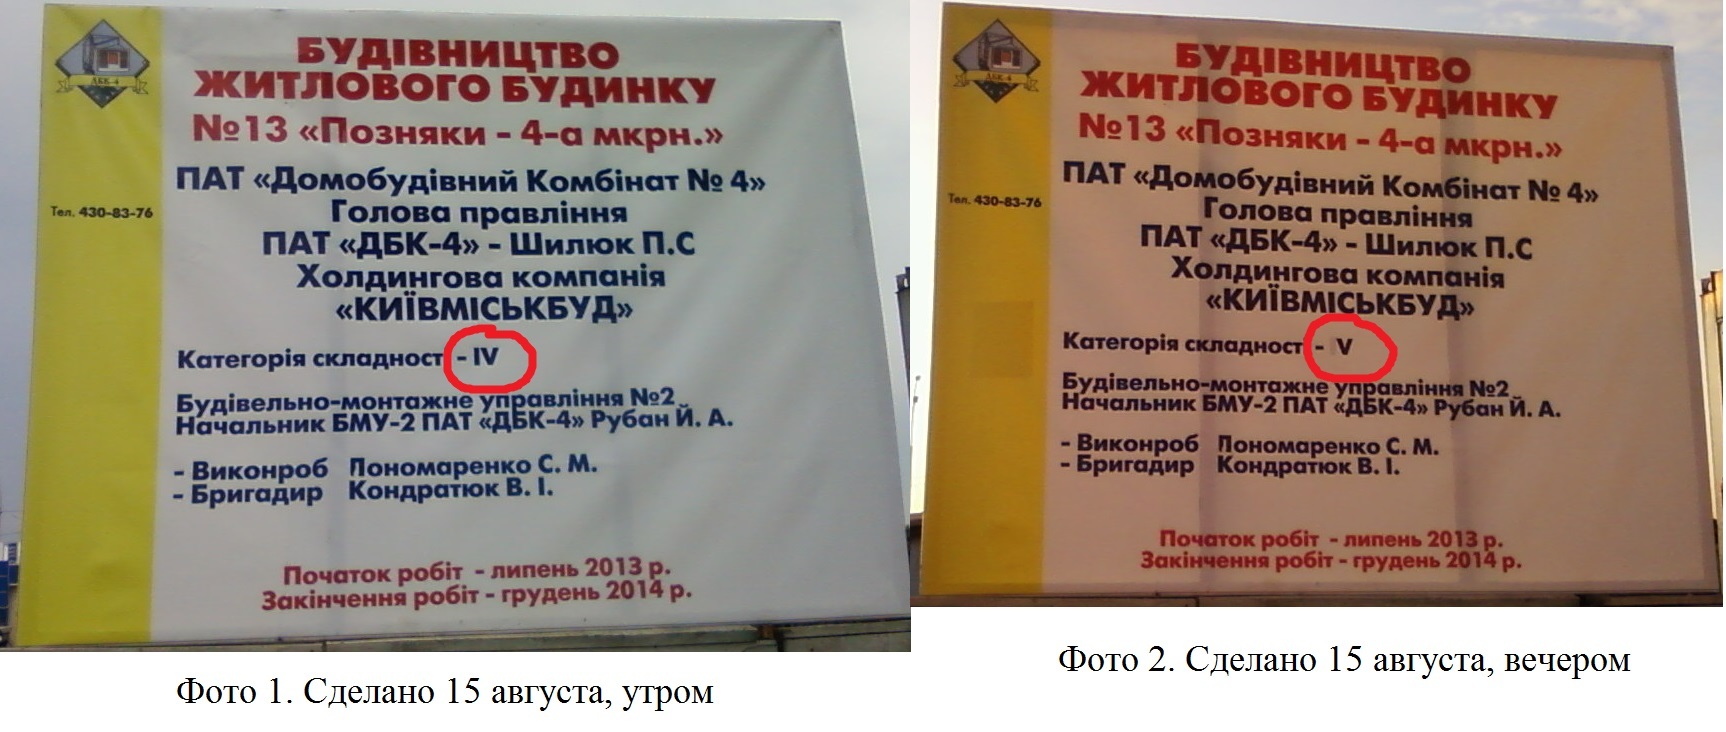 ДБК-4
БУДІВНИЦТВО
ЖИТЛОВОГО БУДИНКУ
№13 «Позняки - 4-а мкрн.»
ПАТ «Домобудівний Комбінат № 4»
Тел. 430-83-76
Голова правління
ПАТ «ДБК-4» - Шилюк П.С
Холдингова компанія
«КИЇВМІСЬКБУД»
Категорія складност - IV
Будівельно-монтажне управління №2
Начальник БМУ-2 ПАТ «ДБК-4» Рубан Й. А.
- Виконроб Пономаренко С. М.
- Бригадир Кондратюк В. І.
Початок робіт - липень 2013 р.
Закінчення робіт - грудень 2014 р.
Фото 1. Сделано 15 августа, утром
ДБК-4
БУДІВНИЦТВО
ЖИТЛОВОГО БУДИНКУ
№13 «Позняки - 4-а мкрн.»
ПАТ «Домобудівний Комбінат № 4»
Тел. 430-83-76
Голова правління
ПАТ «ДБК-4» - Шилюк П.С
Холдингова компанія
«КИЇВМІСЬКБУД»
Категорія складност - V
Будівельно-монтажне управління №2
Начальник БМУ-2 ПАТ «ДБК-4» Рубан Й. А.
- Виконроб Пономаренко С. М.
- Бригадир Кондратюк В. І.
Початок робіт - липень 2013 р.
Закінчення робіт - грудень 2014 р.
Фото 2. Сделано 15 августа, вечером